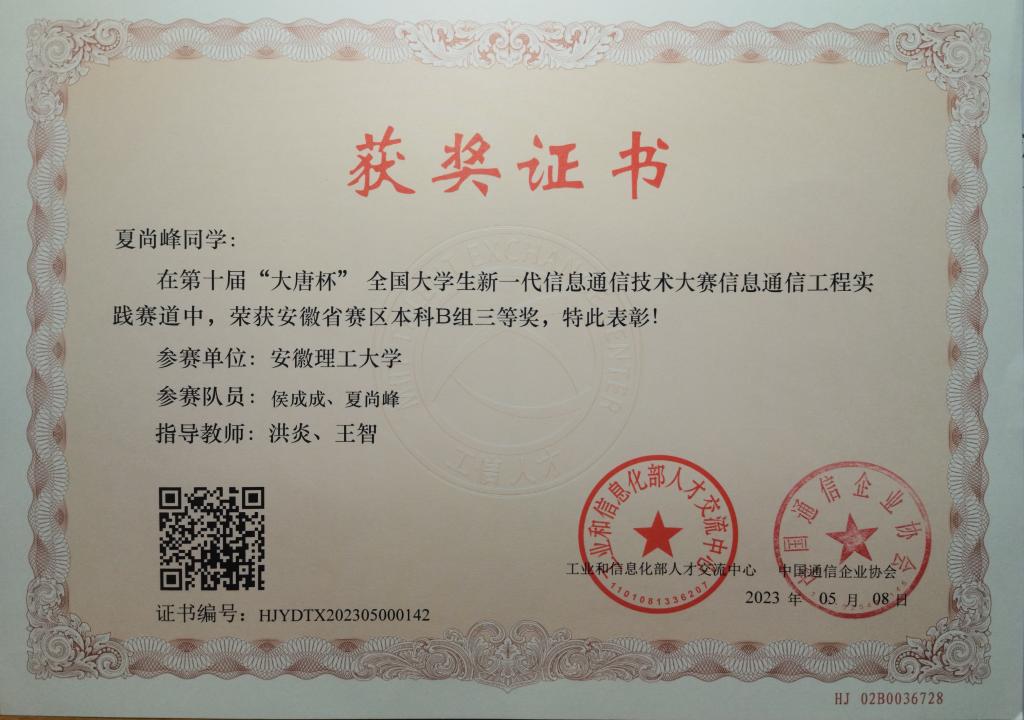 获奖证书
夏尚峰同学：
在第十届“大唐杯” 全国大学生新一代信息通信技术大赛信息通信工程实
践赛道中，荣获安徽省赛区本科B组三等奖，特此表彰！
参赛单位：安徽理工大学
参赛队员：侯成成、夏尚峰
指导教师：洪炎、王智
工业和信息化部人才交流中心
1101081336207
中国通信企业协会
工业和信息化部人才交流中心 中国通信企业协会
2023 年 05 月 08 日
证书编号：HJYDTX202305000142
HJ 02B0036728